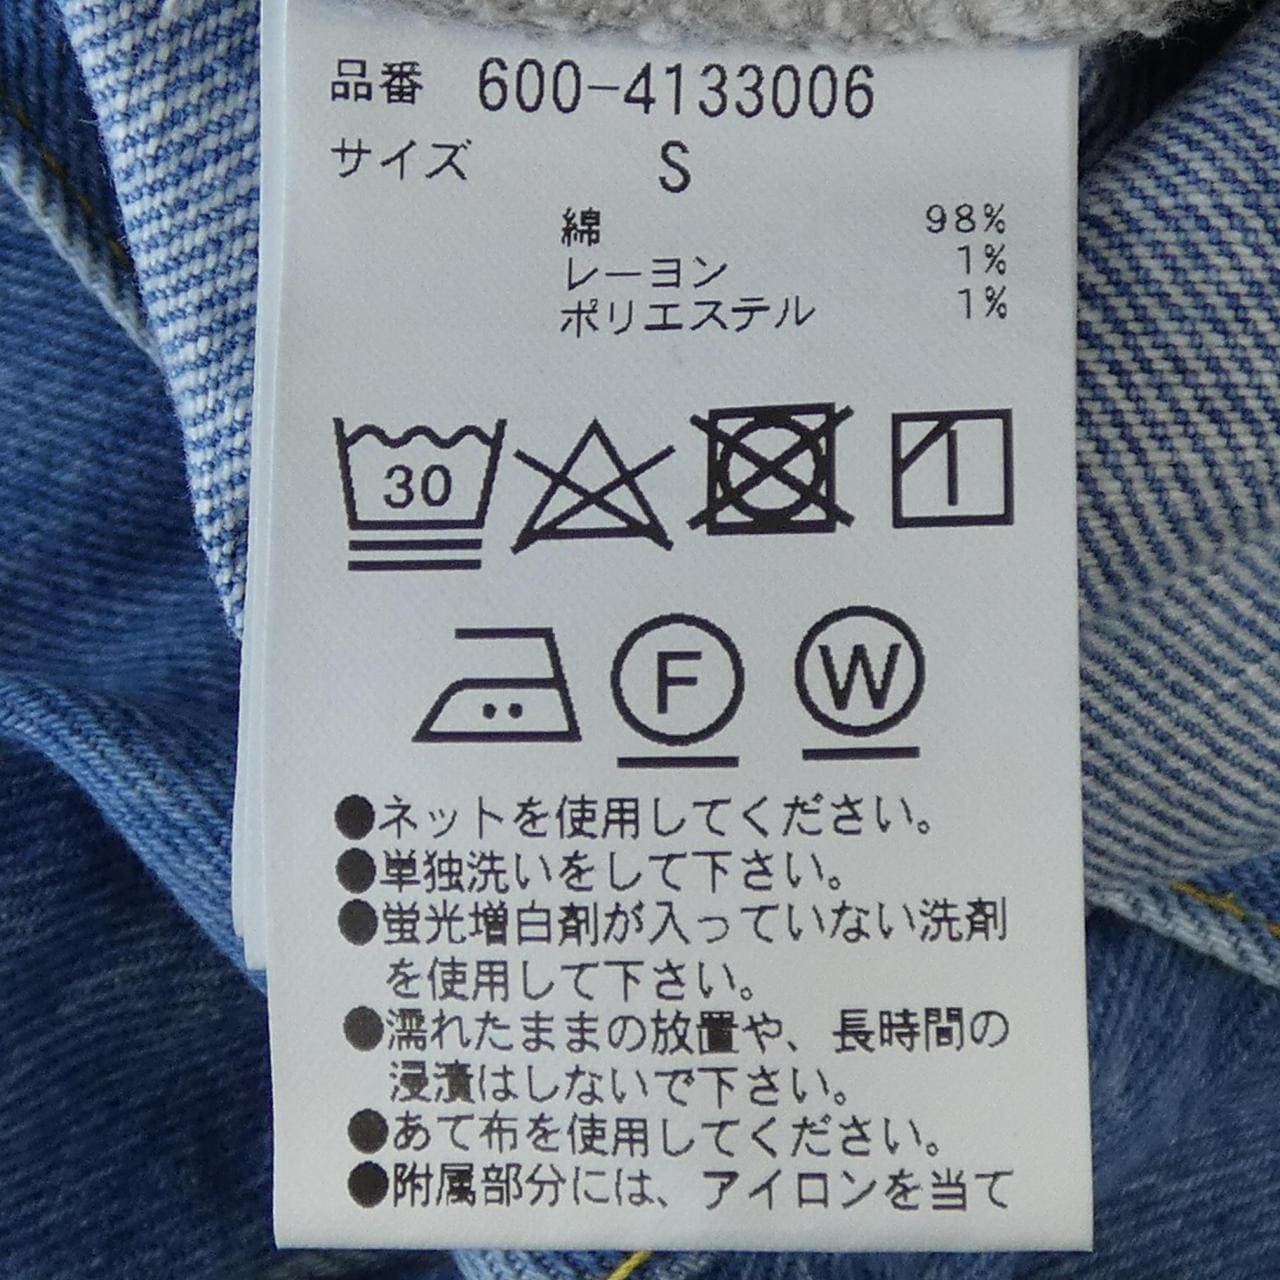 品番 600-4133006
サイズ S
綿 98%
レーヨン 1%
ポリエステル 1%
30
F W
●ネットを使用してください。
●単独洗いをして下さい。
●蛍光増白剤が入っていない洗剤
を使用して下さい。
●濡れたままの放置や、長時間の
浸漬はしないで下さい。
●あて布を使用してください。
●附属部分には、アイロンを当て